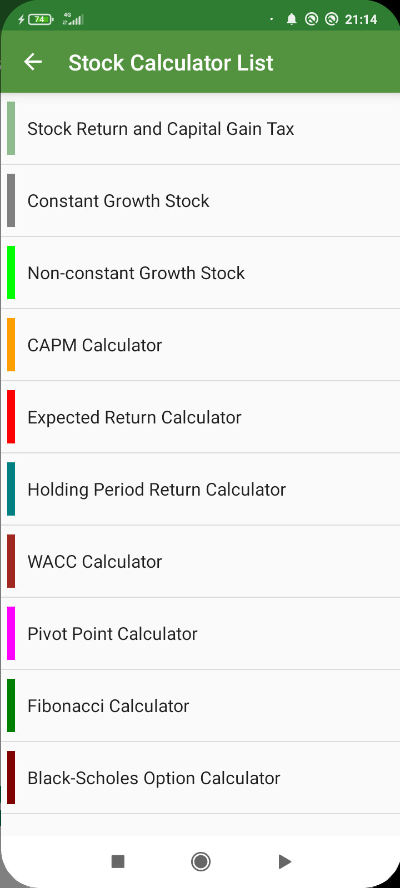 74 4G 21:14
Stock Calculator List
Stock Return and Capital Gain Tax
Constant Growth Stock
Non-constant Growth Stock
CAPM Calculator
Expected Return Calculator
Holding Period Return Calculator
WACC Calculator
Pivot Point Calculator
Fibonacci Calculator
Black-Scholes Option Calculator